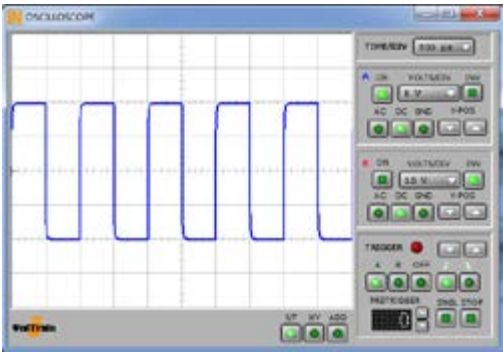 OSCILLOSCOPE
TIME/DIV 500 µs
A ON VOLTS/DIV INV
5 V
AC DC GND Y-POS
B ON VOLTS/DIV INV
10 V
AC DC GND Y-POS
TRIGGER
A B OFF
PRETRIGGER SNGL STOP
0
Y/T XY ADD